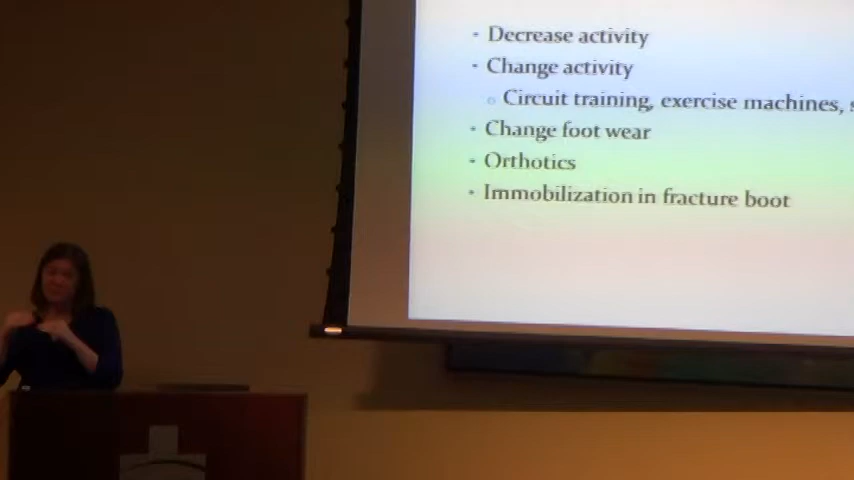 Decrease activity
Change activity
Circuit training, exercise machines,
Change foot wear
Orthotics
Immobilization in fracture boot